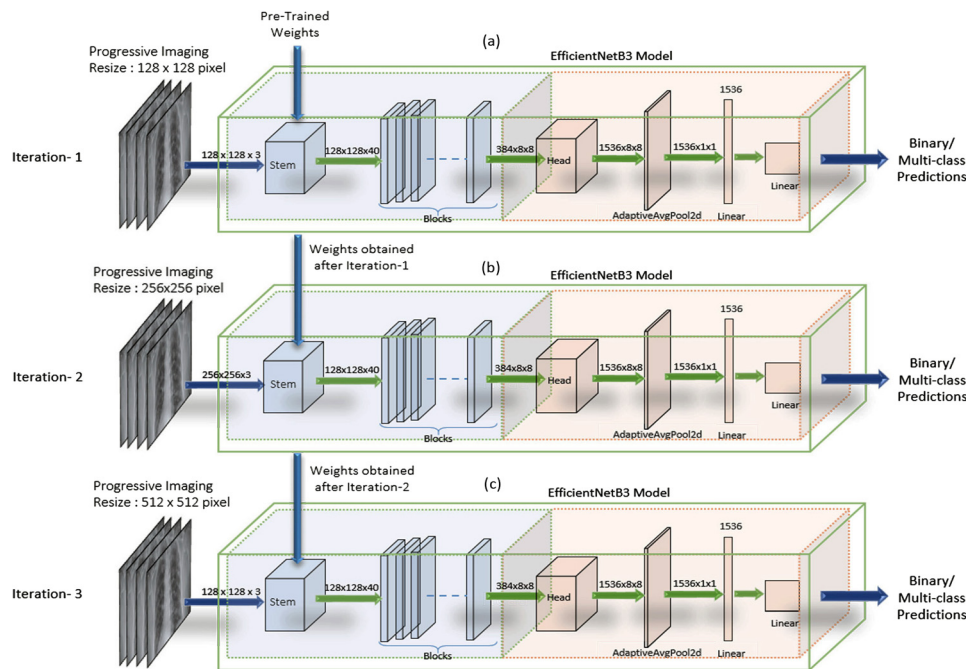 Pre-Trained
Weights
(a)
EfficientNetB3 Model
Progressive Imaging
Resize : 128 x 128 pixel
Iteration- 1
128 x 128 x 3
Stem
128x128x40
Blocks
384x8x8
Head
1536x8x8
AdaptiveAvgPool2d
1536x1x1
1536
Linear
Linear
Binary/
Multi-class
Predictions
Weights obtained
after Iteration-1
(b)
EfficientNetB3 Model
Progressive Imaging
Resize : 256x256 pixel
Iteration- 2
256x256x3
Stem
128x128x40
Blocks
384x8x8
Head
1536x8x8
AdaptiveAvgPool2d
1536x1x1
1536
Linear
Linear
Binary/
Multi-class
Predictions
Weights obtained
after Iteration-2
(c)
EfficientNetB3 Model
Progressive Imaging
Resize : 512 x 512 pixel
Iteration- 3
128 x 128 x 3
Stem
128x128x40
Blocks
384x8x8
Head
1536x8x8
AdaptiveAvgPool2d
1536x1x1
1536
Linear
Linear
Binary/
Multi-class
Predictions